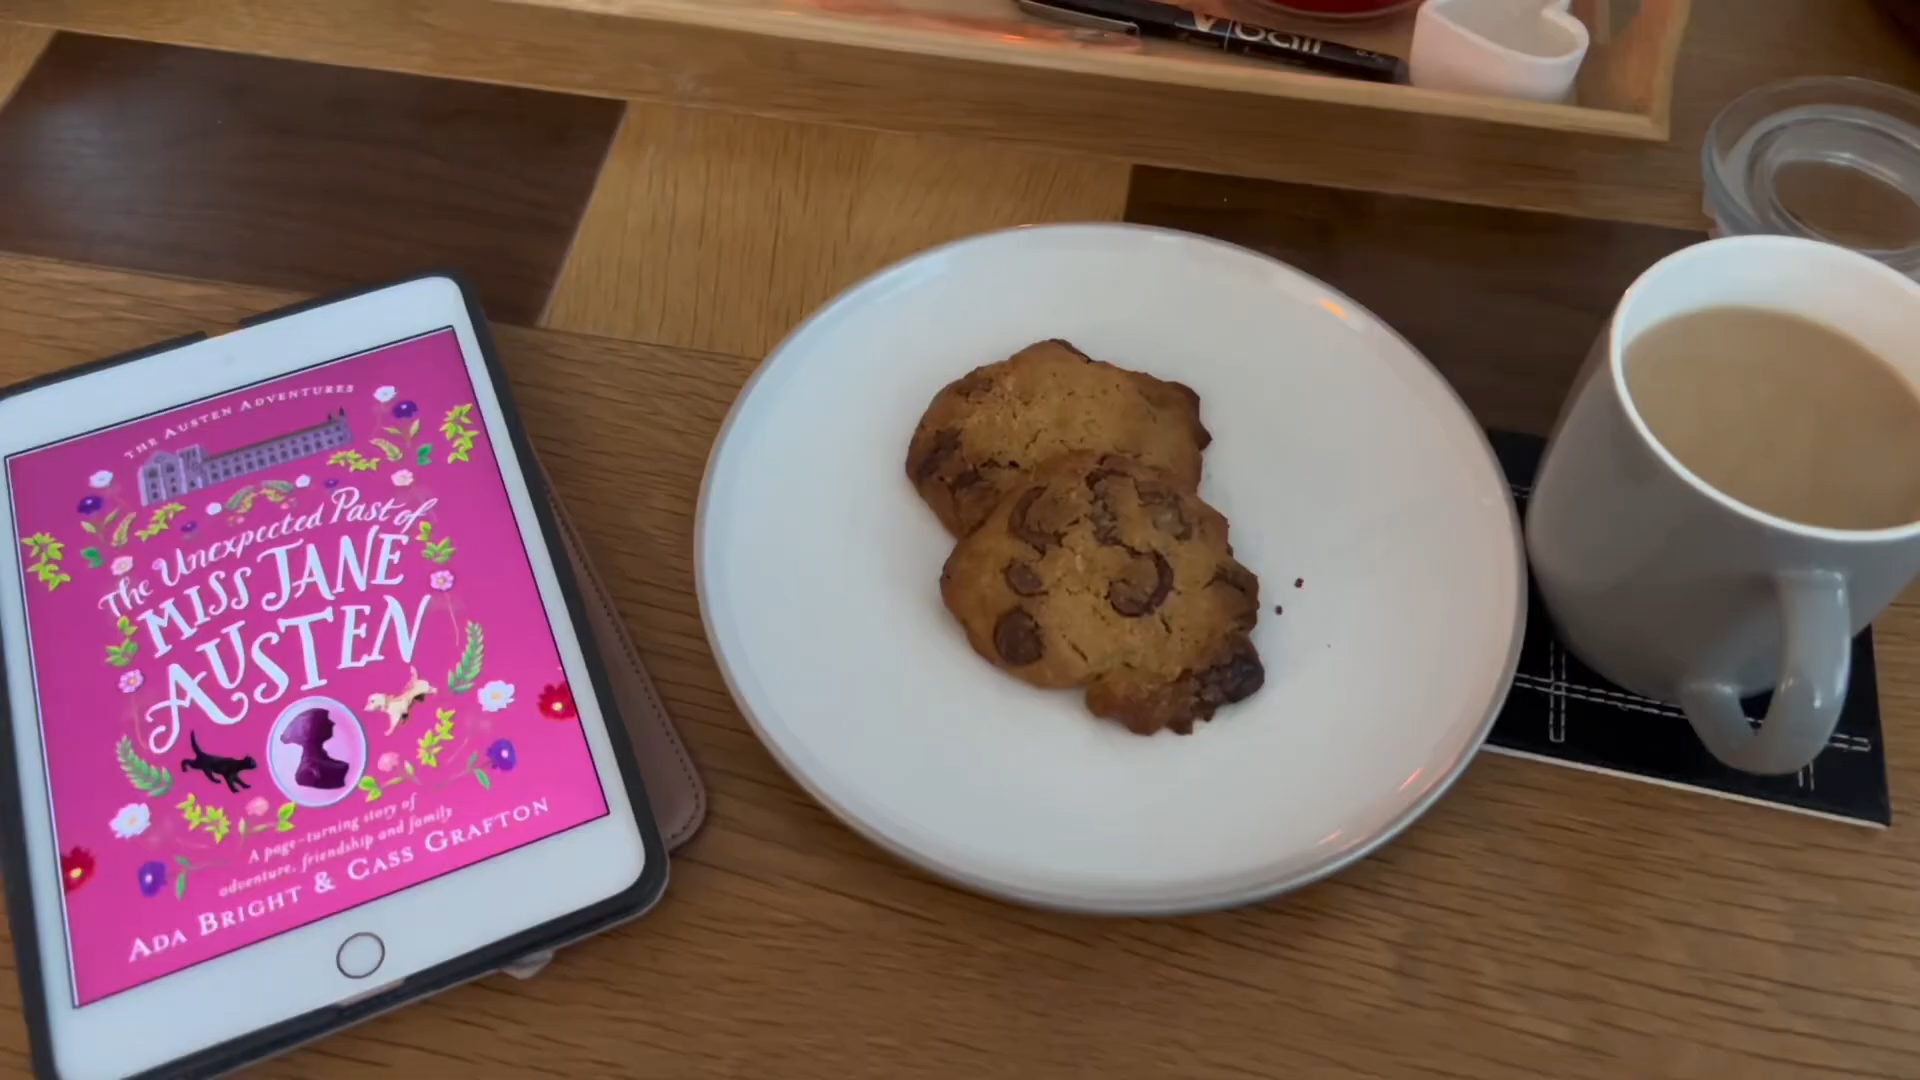 V ball
THE AUSTEN ADVENTURES
The Unexpected Past of
MISS JANE
AUSTEN
A page-turning story of
adventure, friendship and family
ADA BRIGHT & CASS GRAFTON